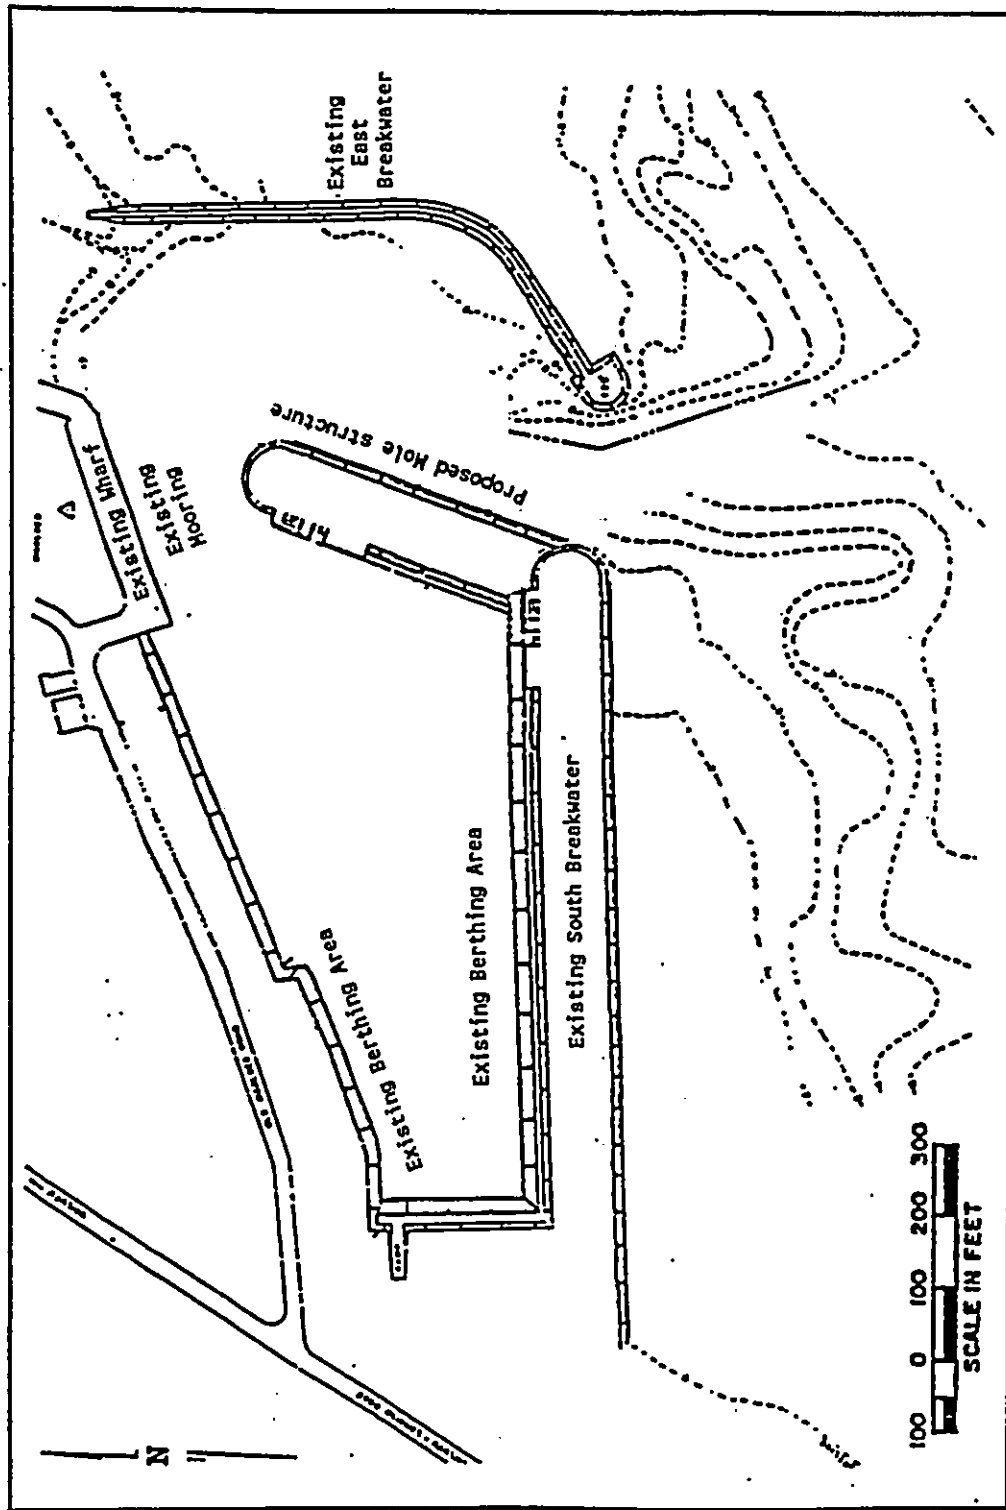 Existing
East
Breakwater
Existing Wharf
Existing
Mooring
Proposed Mole structure
Existing Berthing Area
Existing Berthing Area
Existing South Breakwater
N
100 0 100 200 300
SCALE IN FEET